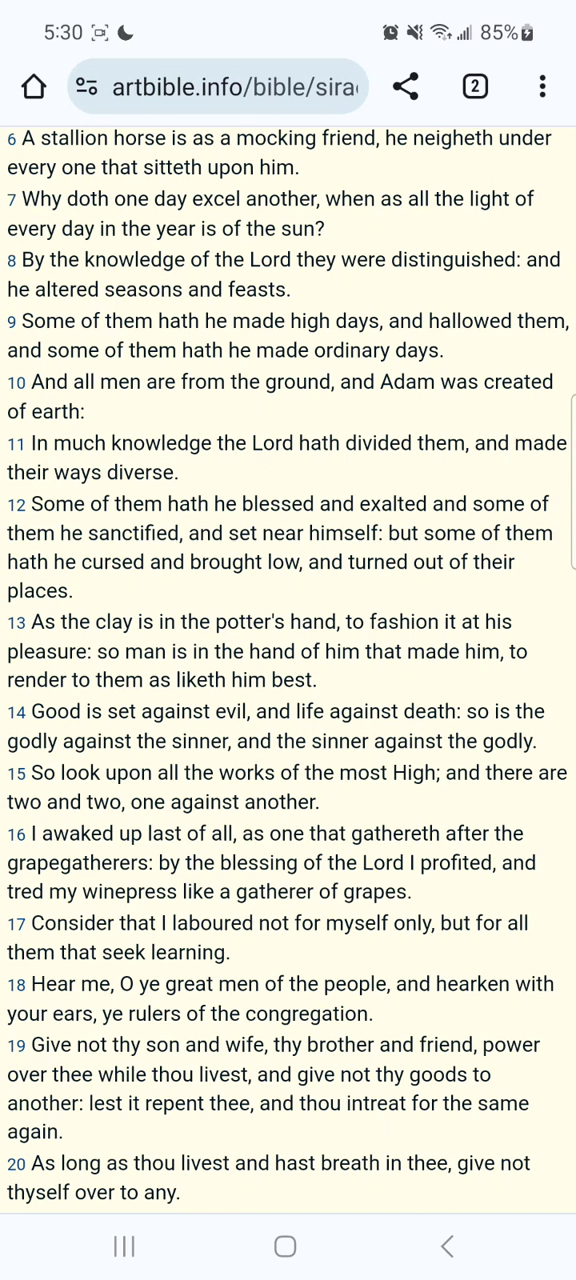 5:30 85%
artbible.info/bible/sira
2
6 A stallion horse is as a mocking friend, he neigheth under
every one that sitteth upon him.
7 Why doth one day excel another, when as all the light of
every day in the year is of the sun?
8 By the knowledge of the Lord they were distinguished: and
he altered seasons and feasts.
9 Some of them hath he made high days, and hallowed them,
and some of them hath he made ordinary days.
10 And all men are from the ground, and Adam was created
of earth:
11 In much knowledge the Lord hath divided them, and made
their ways diverse.
12 Some of them hath he blessed and exalted and some of
them he sanctified, and set near himself: but some of them
hath he cursed and brought low, and turned out of their
places.
13 As the clay is in the potter's hand, to fashion it at his
pleasure: so man is in the hand of him that made him, to
render to them as liketh him best.
14 Good is set against evil, and life against death: so is the
godly against the sinner, and the sinner against the godly.
15 So look upon all the works of the most High; and there are
two and two, one against another.
16 I awaked up last of all, as one that gathereth after the
grapegatherers: by the blessing of the Lord I profited, and
tred my winepress like a gatherer of grapes.
17 Consider that I laboured not for myself only, but for all
them that seek learning.
18 Hear me, O ye great men of the people, and hearken with
your ears, ye rulers of the congregation.
19 Give not thy son and wife, thy brother and friend, power
over thee while thou livest, and give not thy goods to
another: lest it repent thee, and thou intreat for the same
again.
20 As long as thou livest and hast breath in thee, give not
thyself over to any.